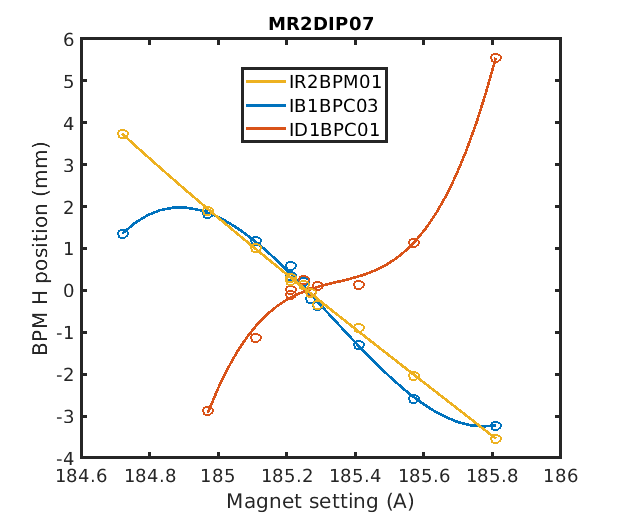 MR2DIP07
6
5
4
3
2
1
0
-1
-2
-3
-4
BPM H position (mm)
IR2BPM01
IB1BPC03
ID1BPC01
184.6 184.8 185 185.2 185.4 185.6 185.8 186
Magnet setting (A)